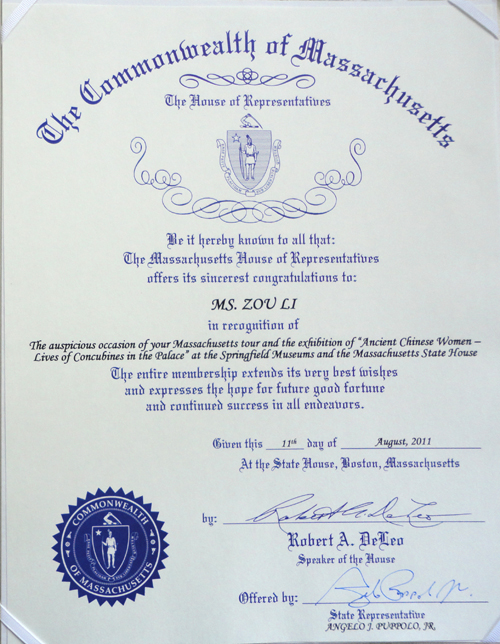 The Commonwealth of Massachusetts
The House of Representatives
Be it hereby known to all that:
The Massachusetts House of Representatives
offers its sincerest congratulations to:
MS. ZOU LI
in recognition of
The auspicious occasion of your Massachusetts tour and the exhibition of "Ancient Chinese Women –
Lives of Concubines in the Palace" at the Springfield Museums and the Massachusetts State House
The entire membership extends its very best wishes
and expresses the hope for future good fortune
and continued success in all endeavors.
Given this 11th day of August, 2011
At the State House, Boston, Massachusetts
by:
Robert A. DeLeo
Speaker of the House
Offered by:
State Representative
ANGELO J. PUPPOLO, JR.
COMMONWEALTH
OF MASSACHUSETTS